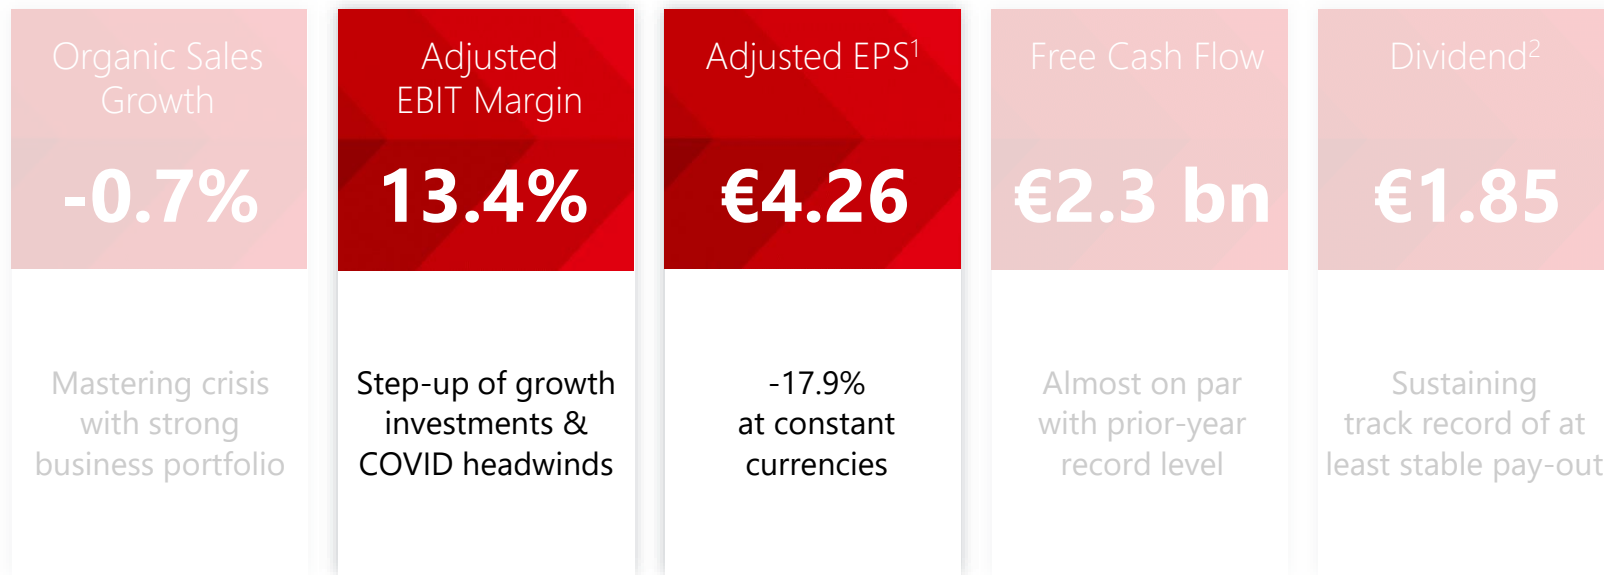 Organic Sales
Growth
-0.7%
Mastering crisis
with strong
business portfolio
Adjusted
EBIT Margin
13.4%
Step-up of growth
investments &
COVID headwinds
Adjusted EPS¹
€4.26
-17.9%
at constant
currencies
Free Cash Flow
€2.3 bn
Almost on par
with prior-year
record level
Dividend²
€1.85
Sustaining
track record of at
least stable pay-out